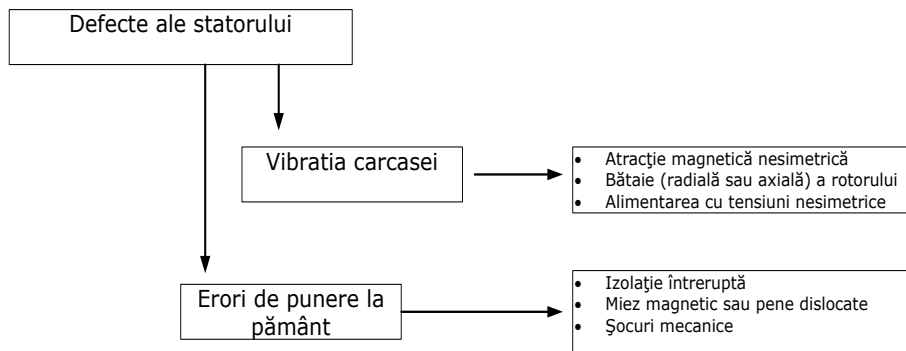 Defecte ale statorului
Vibratia carcasei
• Atracţie magnetică nesimetrică
• Bătaie (radială sau axială) a rotorului
• Alimentarea cu tensiuni nesimetrice
Erori de punere la
pământ
• Izolaţie întreruptă
• Miez magnetic sau pene dislocate
• Şocuri mecanice